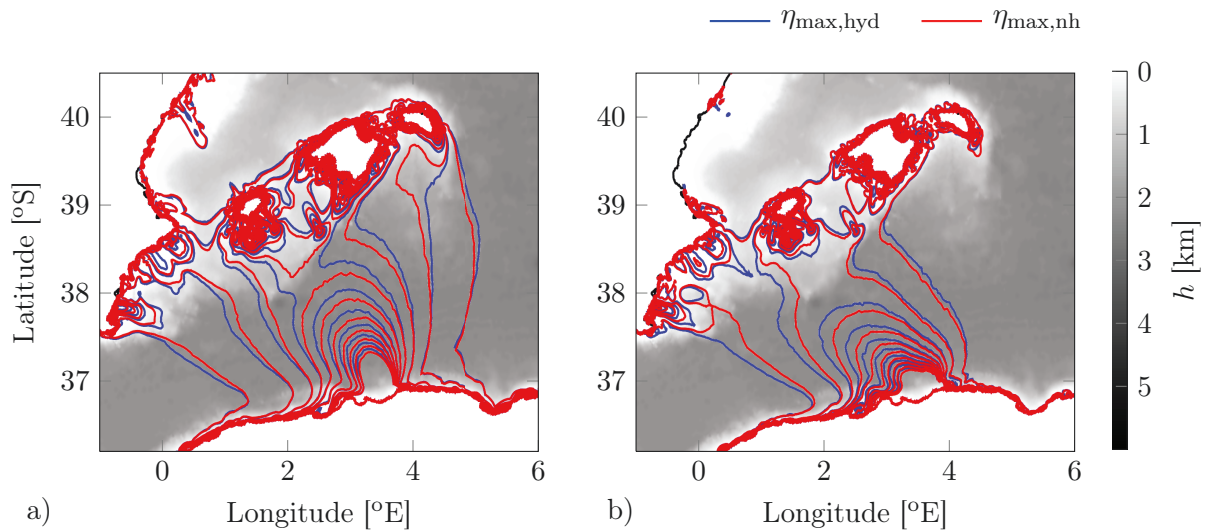 η_max,hyd η_max,nh
40 40 0
39 39 1
38 38 2
37 37 3
4
5
Latitude [°S]
h [km]
0 2 4 6 0 2 4 6
a) Longitude [°E] b) Longitude [°E]